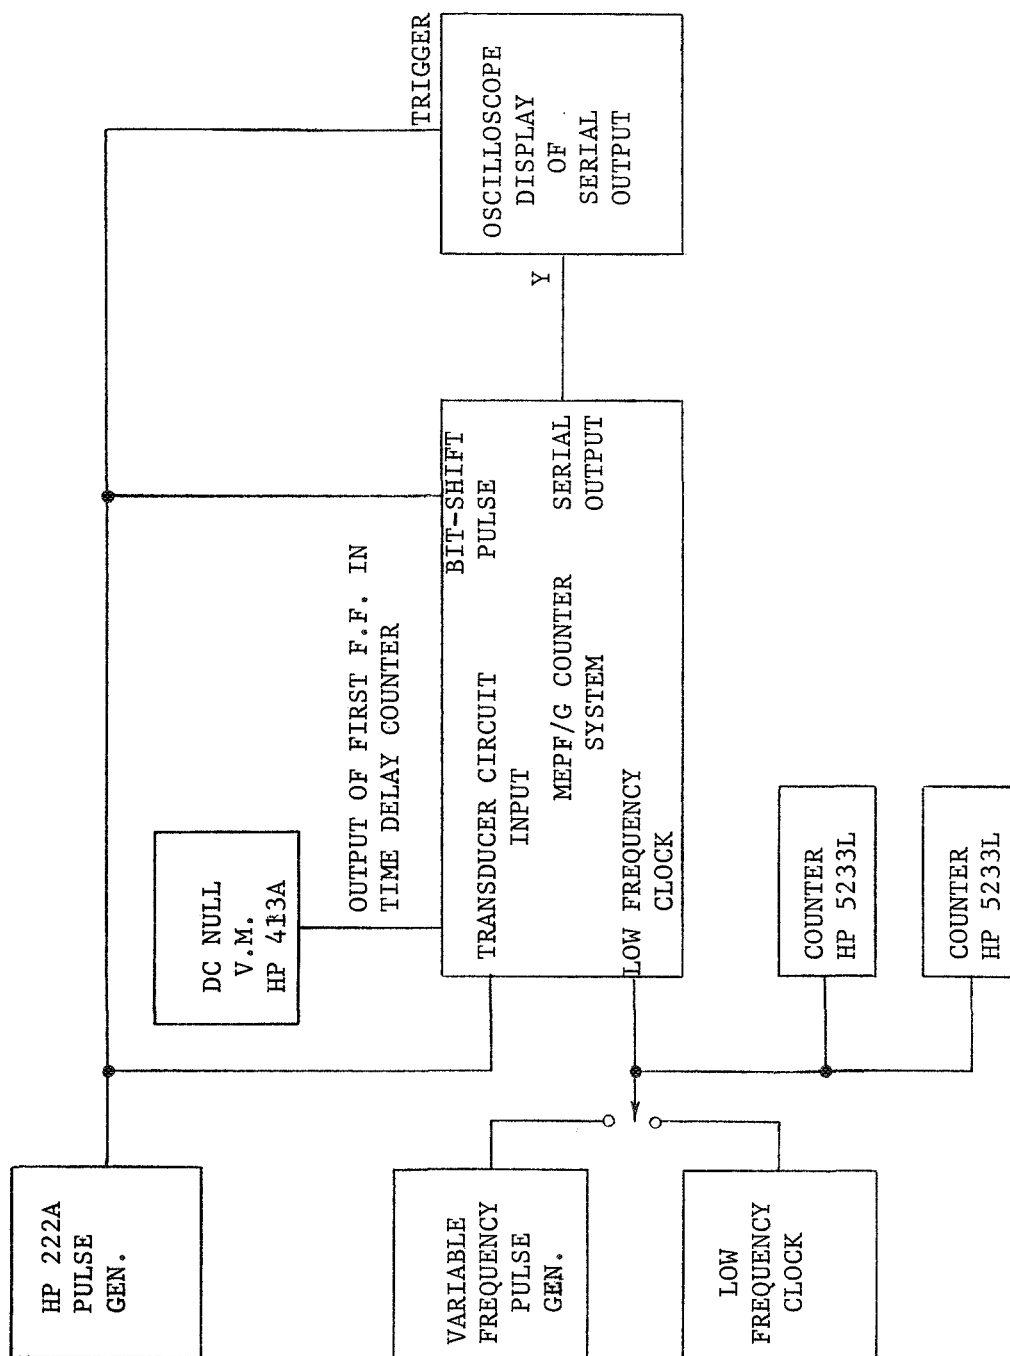 HP 222A
PULSE
GEN.
DC NULL
V.M.
HP 413A
OUTPUT OF FIRST F.F. IN
TIME DELAY COUNTER
TRIGGER
OSCILLOSCOPE
DISPLAY
OF
SERIAL
OUTPUT
Y
BIT-SHIFT
PULSE
TRANSDUCER CIRCUIT
INPUT
MEPF/G COUNTER
SYSTEM
SERIAL
OUTPUT
LOW FREQUENCY
CLOCK
VARIABLE
FREQUENCY
PULSE
GEN.
LOW
FREQUENCY
CLOCK
COUNTER
HP 5233L
COUNTER
HP 5233L